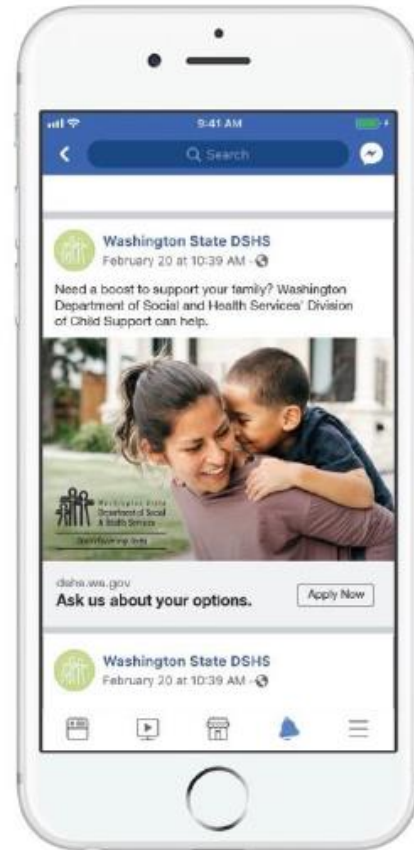 9:41 AM
Search
Washington State DSHS
February 20 at 10:39 AM -
Need a boost to support your family? Washington
Department of Social and Health Services' Division
of Child Support can help.
Washington State
Department of Social
& Health Services
Transforming lives
dshs.wa.gov
Ask us about your options.
Apply Now
Washington State DSHS
February 20 at 10:39 AM -